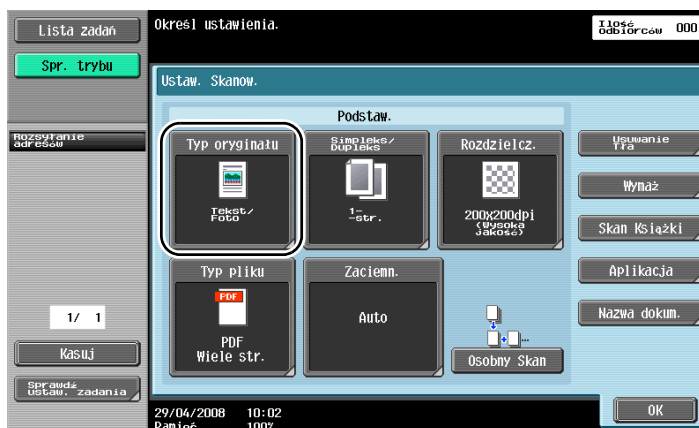 Lista zadań
Spr. trybu
Rozsyłanie
adresów
1/ 1
Kasuj
Sprawdź
ustaw. zadania
Określ ustawienia.
Ilość
odbiorców 000
Ustaw. Skanow.
Podstaw.
Typ oryginału
Tekst/
Foto
Simpleks/
Dupleks
1-
-str.
Rozdzielcz.
200x200dpi
(Wysoka
jakość)
Typ pliku
PDF
PDF
Wiele str.
Zaciemn.
Auto
Osobny Skan
Usuwanie
Tła
Wymaż
Skan Książki
Aplikacja
Nazwa dokum.
29/04/2008 10:02
Pamięć 100%
OK